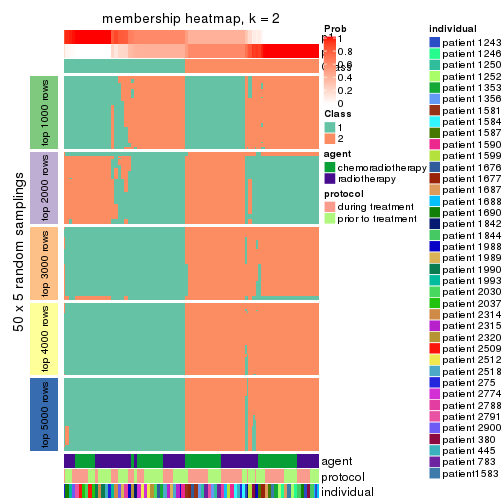 membership heatmap, k = 2
50 x 5 random samplings
top 1000 rows
top 2000 rows
top 3000 rows
top 4000 rows
top 5000 rows
agent
protocol
individual
Prob
1
0.8
0.6
0.4
0.2
0
Class
1
2
agent
chemoradiotherapy
radiotherapy
protocol
during treatment
prior to treatment
individual
patient 1243
patient 1246
patient 1250
patient 1252
patient 1353
patient 1356
patient 1581
patient 1584
patient 1587
patient 1590
patient 1599
patient 1676
patient 1677
patient 1687
patient 1688
patient 1690
patient 1842
patient 1844
patient 1988
patient 1989
patient 1990
patient 1993
patient 2030
patient 2037
patient 2314
patient 2315
patient 2320
patient 2509
patient 2512
patient 2518
patient 275
patient 2774
patient 2788
patient 2791
patient 2900
patient 380
patient 445
patient 783
patient1583